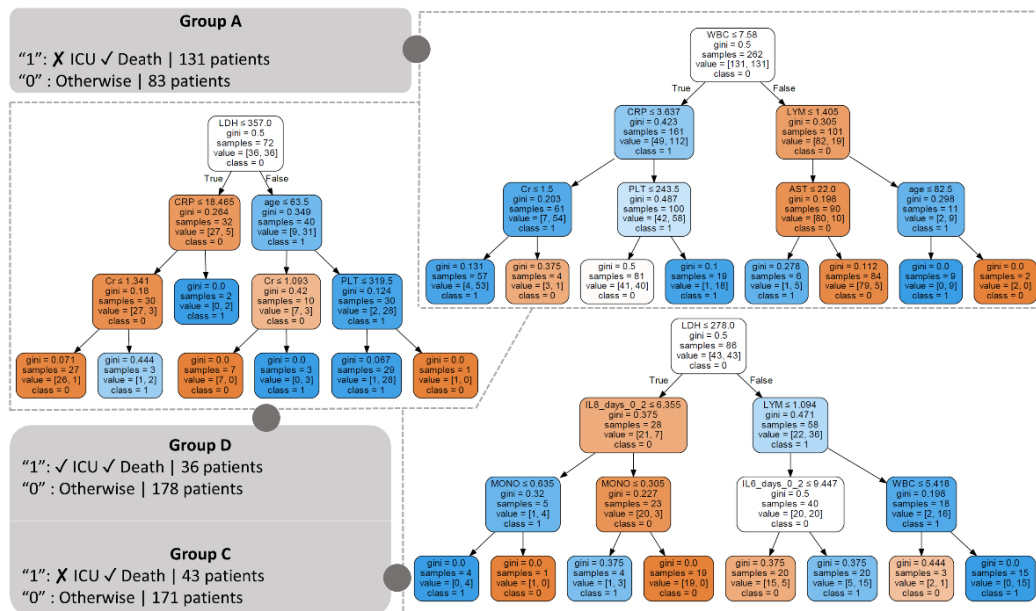 Group A
“1”: ✗ ICU ✓ Death | 131 patients
“0” : Otherwise | 83 patients
WBC ≤ 7.58
gini = 0.5
samples = 262
value = [131, 131]
class = 0
True
False
CRP ≤ 3.637
gini = 0.423
samples = 161
value = [49, 112]
class = 1
LYM ≤ 1.405
gini = 0.305
samples = 101
value = [82, 19]
class = 0
Cr ≤ 1.5
gini = 0.203
samples = 61
value = [7, 54]
class = 1
PLT ≤ 243.5
gini = 0.487
samples = 100
value = [42, 58]
class = 1
AST ≤ 22.0
gini = 0.198
samples = 90
value = [80, 10]
class = 0
age ≤ 82.5
gini = 0.298
samples = 11
value = [2, 9]
class = 1
gini = 0.131
samples = 57
value = [4, 53]
class = 1
gini = 0.375
samples = 4
value = [3, 1]
class = 0
gini = 0.5
samples = 81
value = [41, 40]
class = 0
gini = 0.1
samples = 19
value = [1, 18]
class = 1
gini = 0.278
samples = 6
value = [1, 5]
class = 1
gini = 0.112
samples = 84
value = [79, 5]
class = 0
gini = 0.0
samples = 9
value = [0, 9]
class = 1
gini = 0.0
samples = 2
value = [2, 0]
class = 0
LDH ≤ 357.0
gini = 0.5
samples = 72
value = [36, 36]
class = 0
True
False
CRP ≤ 18.465
gini = 0.264
samples = 32
value = [27, 5]
class = 0
age ≤ 63.5
gini = 0.349
samples = 40
value = [9, 31]
class = 1
Cr ≤ 1.341
gini = 0.18
samples = 30
value = [27, 3]
class = 0
gini = 0.0
samples = 2
value = [0, 2]
class = 1
Cr ≤ 1.093
gini = 0.42
samples = 10
value = [7, 3]
class = 0
PLT ≤ 319.5
gini = 0.124
samples = 30
value = [2, 28]
class = 1
gini = 0.071
samples = 27
value = [26, 1]
class = 0
gini = 0.444
samples = 3
value = [1, 2]
class = 1
gini = 0.0
samples = 7
value = [7, 0]
class = 0
gini = 0.0
samples = 3
value = [0, 3]
class = 1
gini = 0.067
samples = 29
value = [1, 28]
class = 1
gini = 0.0
samples = 1
value = [1, 0]
class = 0
Group D
“1”: ✓ ICU ✓ Death | 36 patients
“0” : Otherwise | 178 patients
Group C
“1”: ✗ ICU ✓ Death | 43 patients
“0” : Otherwise | 171 patients
LDH ≤ 278.0
gini = 0.5
samples = 86
value = [43, 43]
class = 0
True
False
IL8_days_0_2 ≤ 6.355
gini = 0.375
samples = 28
value = [21, 7]
class = 0
LYM ≤ 1.094
gini = 0.471
samples = 58
value = [22, 36]
class = 1
MONO ≤ 0.635
gini = 0.32
samples = 5
value = [1, 4]
class = 1
MONO ≤ 0.305
gini = 0.227
samples = 23
value = [20, 3]
class = 0
IL6_days_0_2 ≤ 9.447
gini = 0.5
samples = 40
value = [20, 20]
class = 0
WBC ≤ 5.418
gini = 0.198
samples = 18
value = [2, 16]
class = 1
gini = 0.0
samples = 4
value = [0, 4]
class = 1
gini = 0.0
samples = 1
value = [1, 0]
class = 0
gini = 0.375
samples = 4
value = [1, 3]
class = 1
gini = 0.0
samples = 19
value = [19, 0]
class = 0
gini = 0.375
samples = 20
value = [15, 5]
class = 0
gini = 0.375
samples = 20
value = [5, 15]
class = 1
gini = 0.444
samples = 3
value = [2, 1]
class = 0
gini = 0.0
samples = 15
value = [0, 15]
class = 1